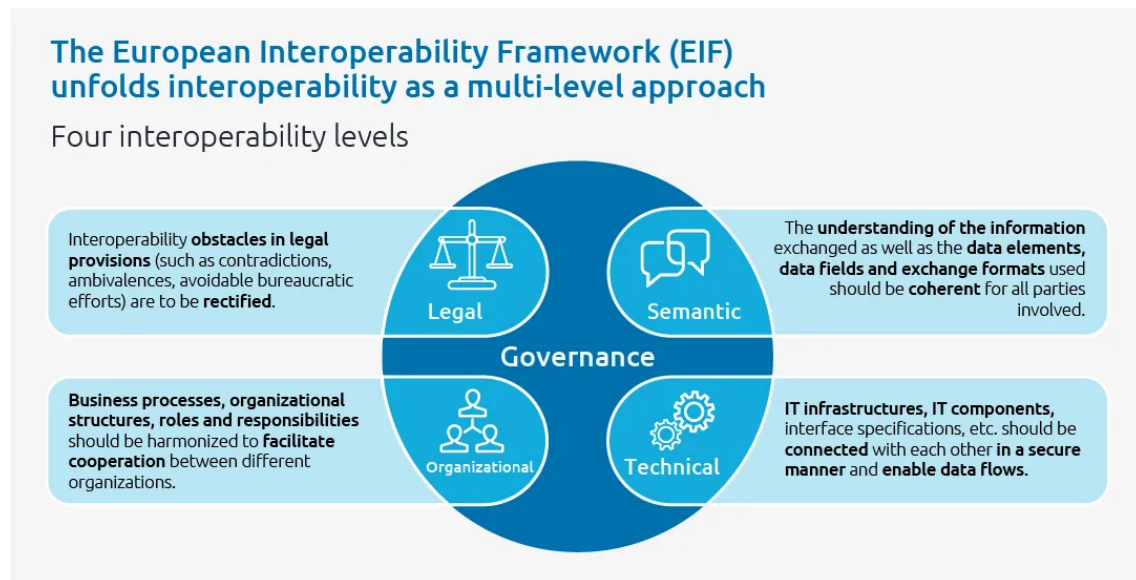 The European Interoperability Framework (EIF)
unfolds interoperability as a multi-level approach
Four interoperability levels
Interoperability obstacles in legal
provisions (such as contradictions,
ambivalences, avoidable bureaucratic
efforts) are to be rectified.
Legal
Semantic
The understanding of the information
exchanged as well as the data elements,
data fields and exchange formats used
should be coherent for all parties
involved.
Governance
Business processes, organizational
structures, roles and responsibilities
should be harmonized to facilitate
cooperation between different
organizations.
Organizational
Technical
IT infrastructures, IT components,
interface specifications, etc. should be
connected with each other in a secure
manner and enable data flows.